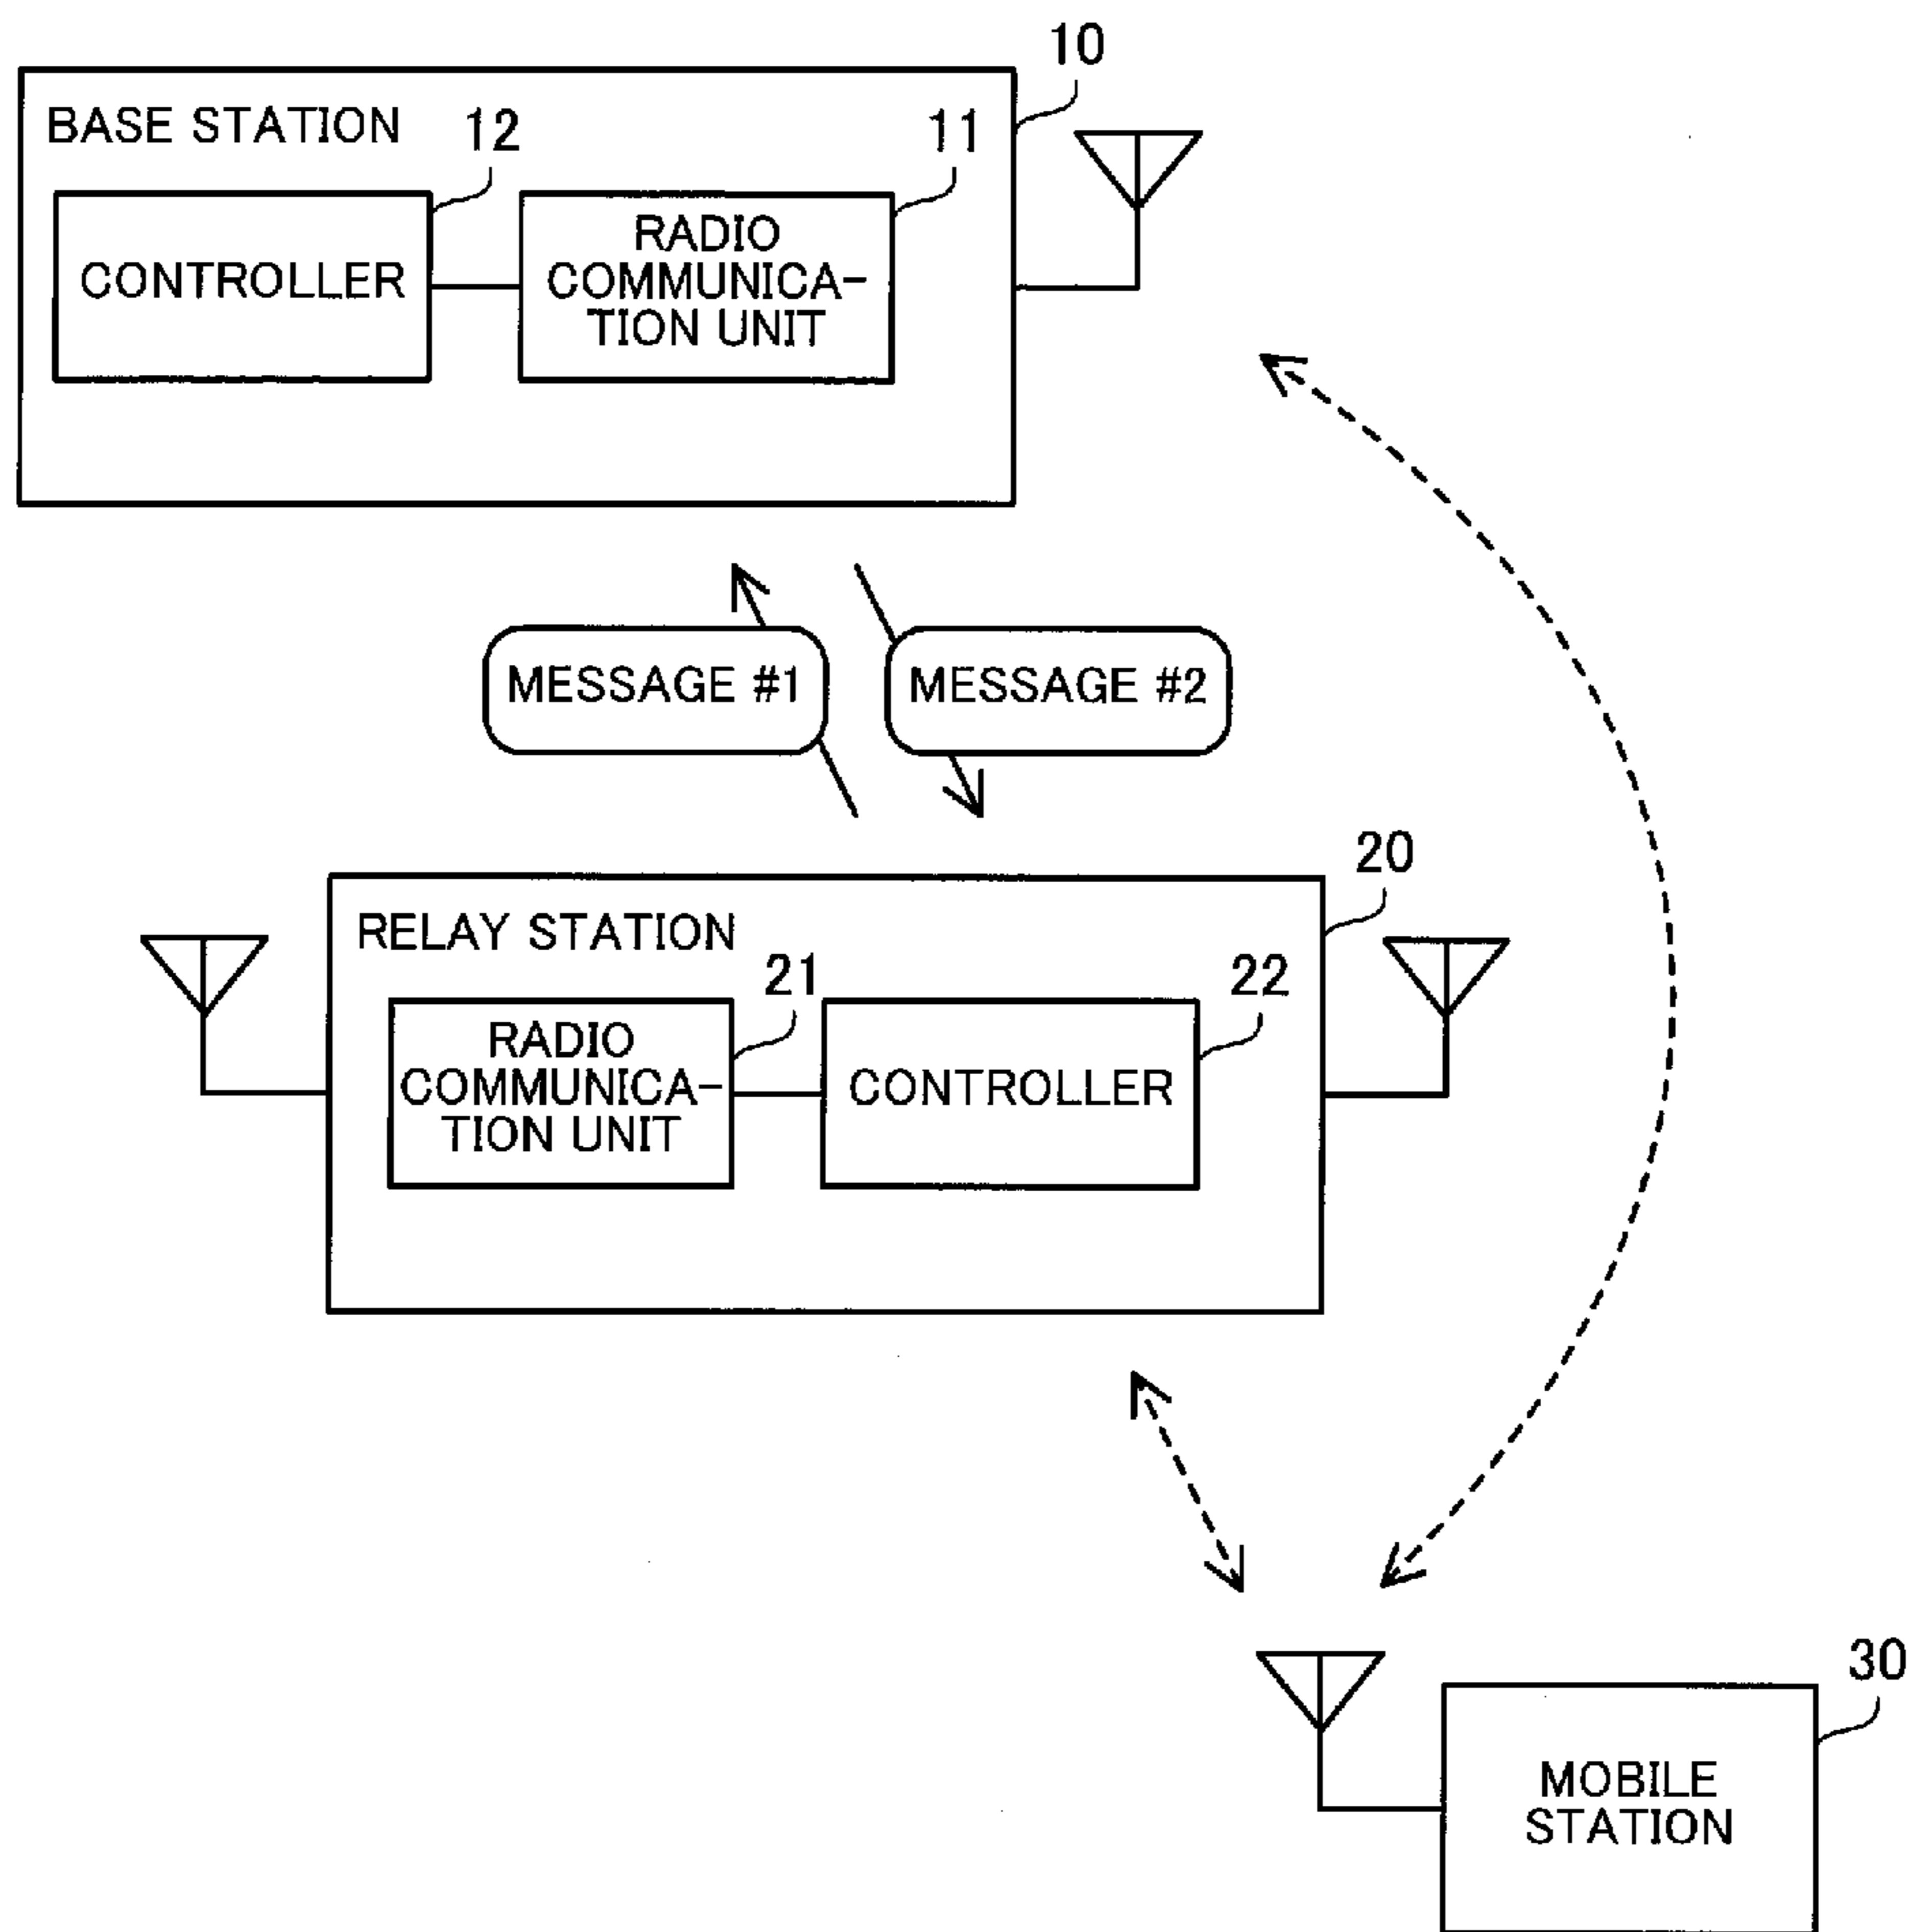 10
BASE STATION
12
11
CONTROLLER
RADIO
COMMUNICA-
TION UNIT
MESSAGE #1
MESSAGE #2
20
RELAY STATION
21
22
RADIO
COMMUNICA-
TION UNIT
CONTROLLER
30
MOBILE
STATION